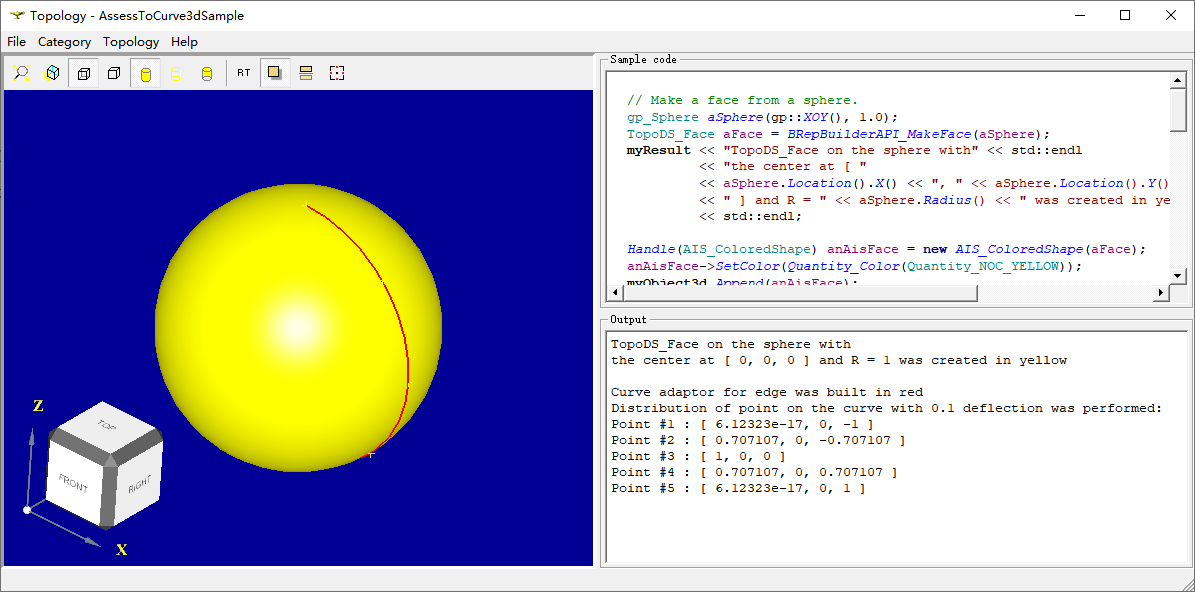 Topology - AssessToCurve3dSample
File Category Topology Help
RT
Z
TOP
FRONT
RIGHT
X
Sample code
// Make a face from a sphere.
gp_Sphere aSphere(gp::XOY(), 1.0);
TopoDS_Face aFace = BRepBuilderAPI_MakeFace(aSphere);
myResult << "TopoDS_Face on the sphere with" << std::endl
<< "the center at [ "
<< aSphere.Location().X() << ", " << aSphere.Location().Y()
<< " ] and R = " << aSphere.Radius() << " was created in ye
<< std::endl;
Handle(AIS_ColoredShape) anAisFace = new AIS_ColoredShape(aFace);
anAisFace->SetColor(Quantity_Color(Quantity_NOC_YELLOW));
myObject3d.Append(anAisFace);
Output
TopoDS_Face on the sphere with
the center at [ 0, 0, 0 ] and R = 1 was created in yellow
Curve adaptor for edge was built in red
Distribution of point on the curve with 0.1 deflection was performed:
Point #1 : [ 6.12323e-17, 0, -1 ]
Point #2 : [ 0.707107, 0, -0.707107 ]
Point #3 : [ 1, 0, 0 ]
Point #4 : [ 0.707107, 0, 0.707107 ]
Point #5 : [ 6.12323e-17, 0, 1 ]